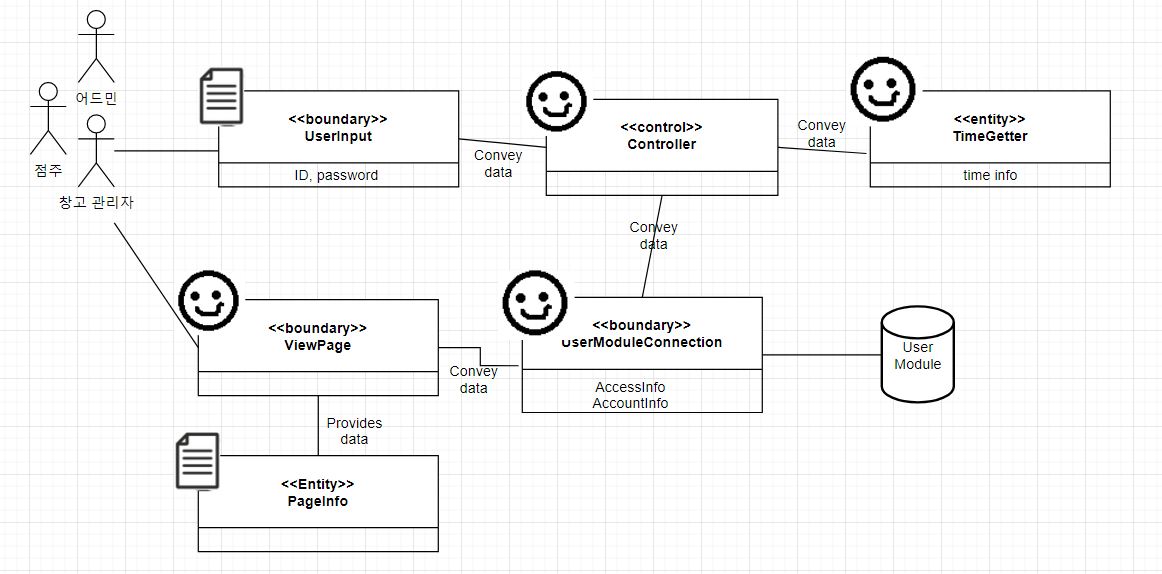 어드민
점주
창고 관리자
<<boundary>>
UserInput
ID, password
Convey
data
<<control>>
Controller
Convey
data
<<entity>>
TimeGetter
time info
Convey
data
<<boundary>>
ViewPage
Convey
data
<<boundary>>
UserModuleConnection
AccessInfo
AccountInfo
User
Module
Provides
data
<<Entity>>
PageInfo